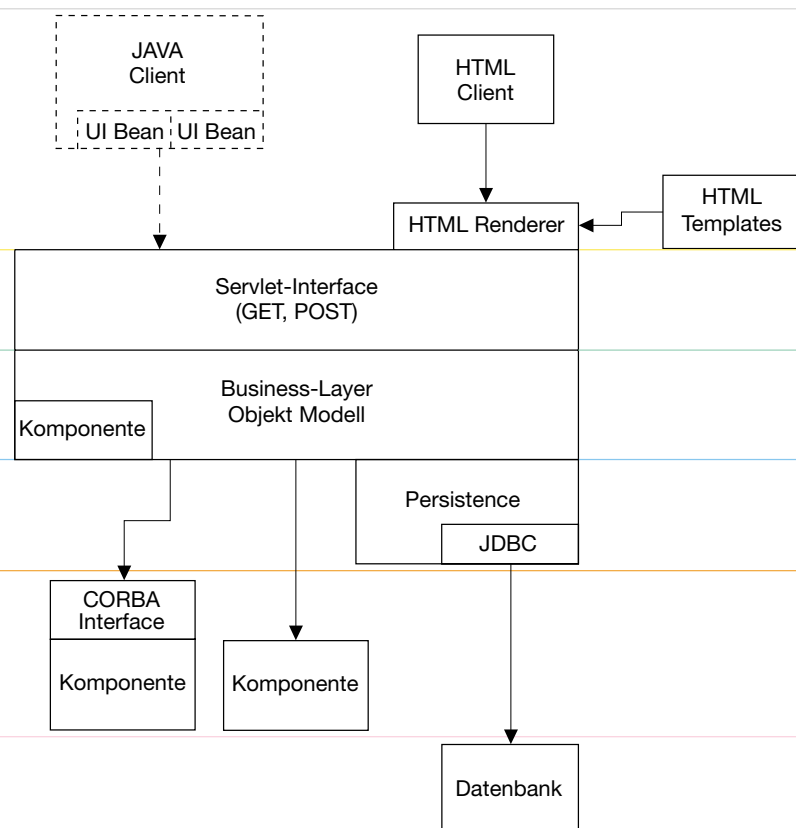 JAVA
Client
UI Bean
UI Bean
HTML
Client
HTML Renderer
HTML
Templates
Servlet-Interface
(GET, POST)
Business-Layer
Objekt Modell
Komponente
Persistence
JDBC
CORBA
Interface
Komponente
Komponente
Datenbank